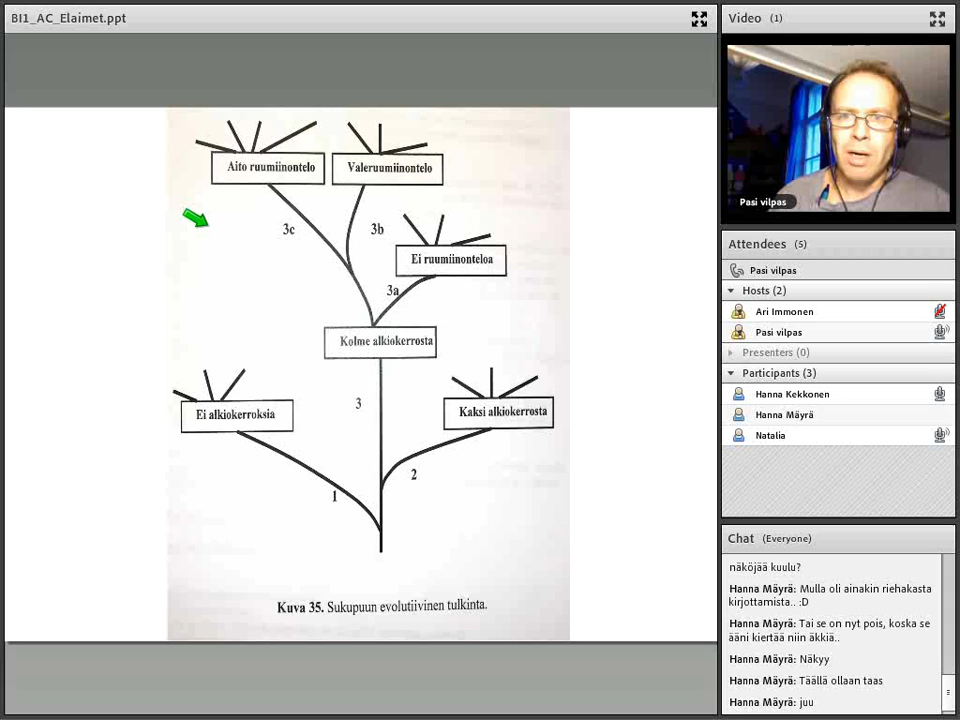 BI1_AC_Elaimet.ppt
Aito ruumiinontelo
Valeruumiinontelo
3c
3b
Ei ruumiinonteloa
3a
Kolme alkiokerrosta
3
Ei alkiokerroksia
Kaksi alkiokerrosta
2
1
Kuva 35. Sukupuun evolutiivinen tulkinta.
Video (1)
Pasi vilpas
Attendees (5)
Pasi vilpas
Hosts (2)
Ari Immonen
Pasi vilpas
Presenters (0)
Participants (3)
Hanna Kekkonen
Hanna Mäyrä
Natalia
Chat (Everyone)
näköjää kuulu?
Hanna Mäyrä: Mulla oli ainakin riehakasta
kirjottamista.. :D
Hanna Mäyrä: Tai se on nyt pois, koska se
ääni kiertää niin äkkiä..
Hanna Mäyrä: Näkyy
Hanna Mäyrä: Täällä ollaan taas
Hanna Mäyrä: juu